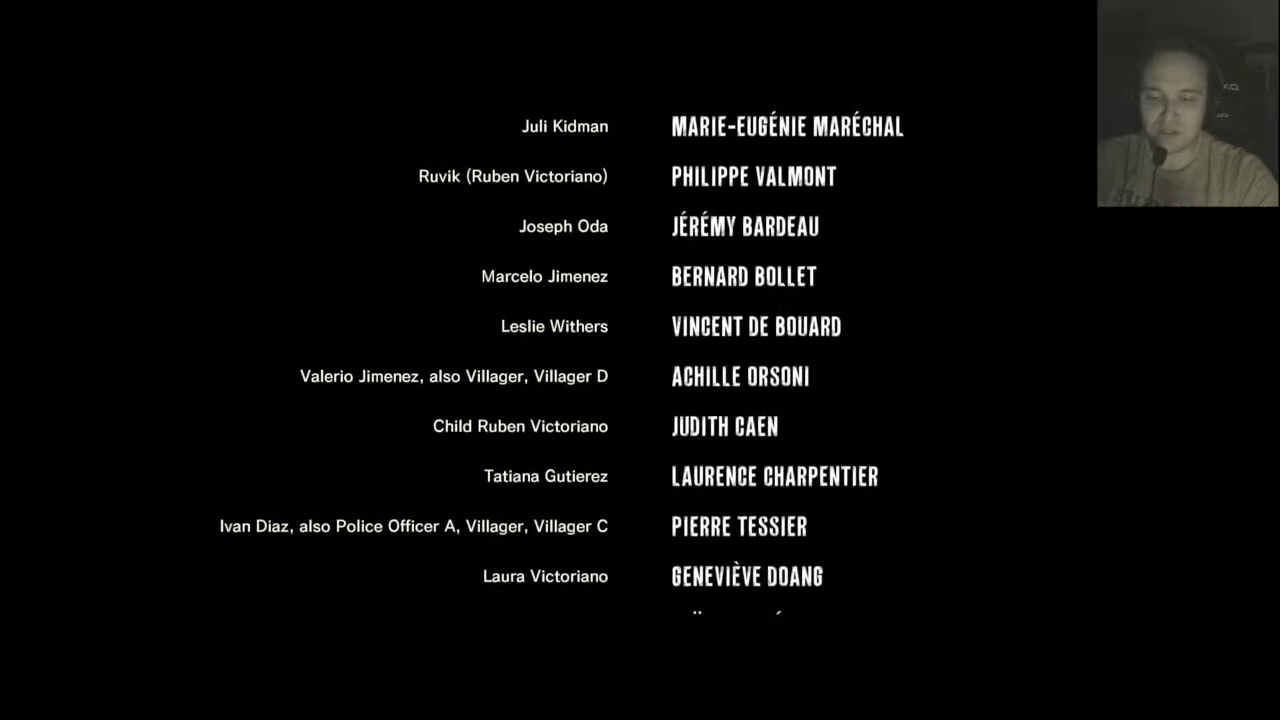 Juli Kidman MARIE-EUGÉNIE MARÉCHAL
Ruvik (Ruben Victoriano) PHILIPPE VALMONT
Joseph Oda JÉRÉMY BARDEAU
Marcelo Jimenez BERNARD BOLLET
Leslie Withers VINCENT DE BOUARD
Valerio Jimenez, also Villager, Villager D ACHILLE ORSONI
Child Ruben Victoriano JUDITH CAEN
Tatiana Gutierez LAURENCE CHARPENTIER
Ivan Diaz, also Police Officer A, Villager, Villager C PIERRE TESSIER
Laura Victoriano GENEVIÈVE DOANG